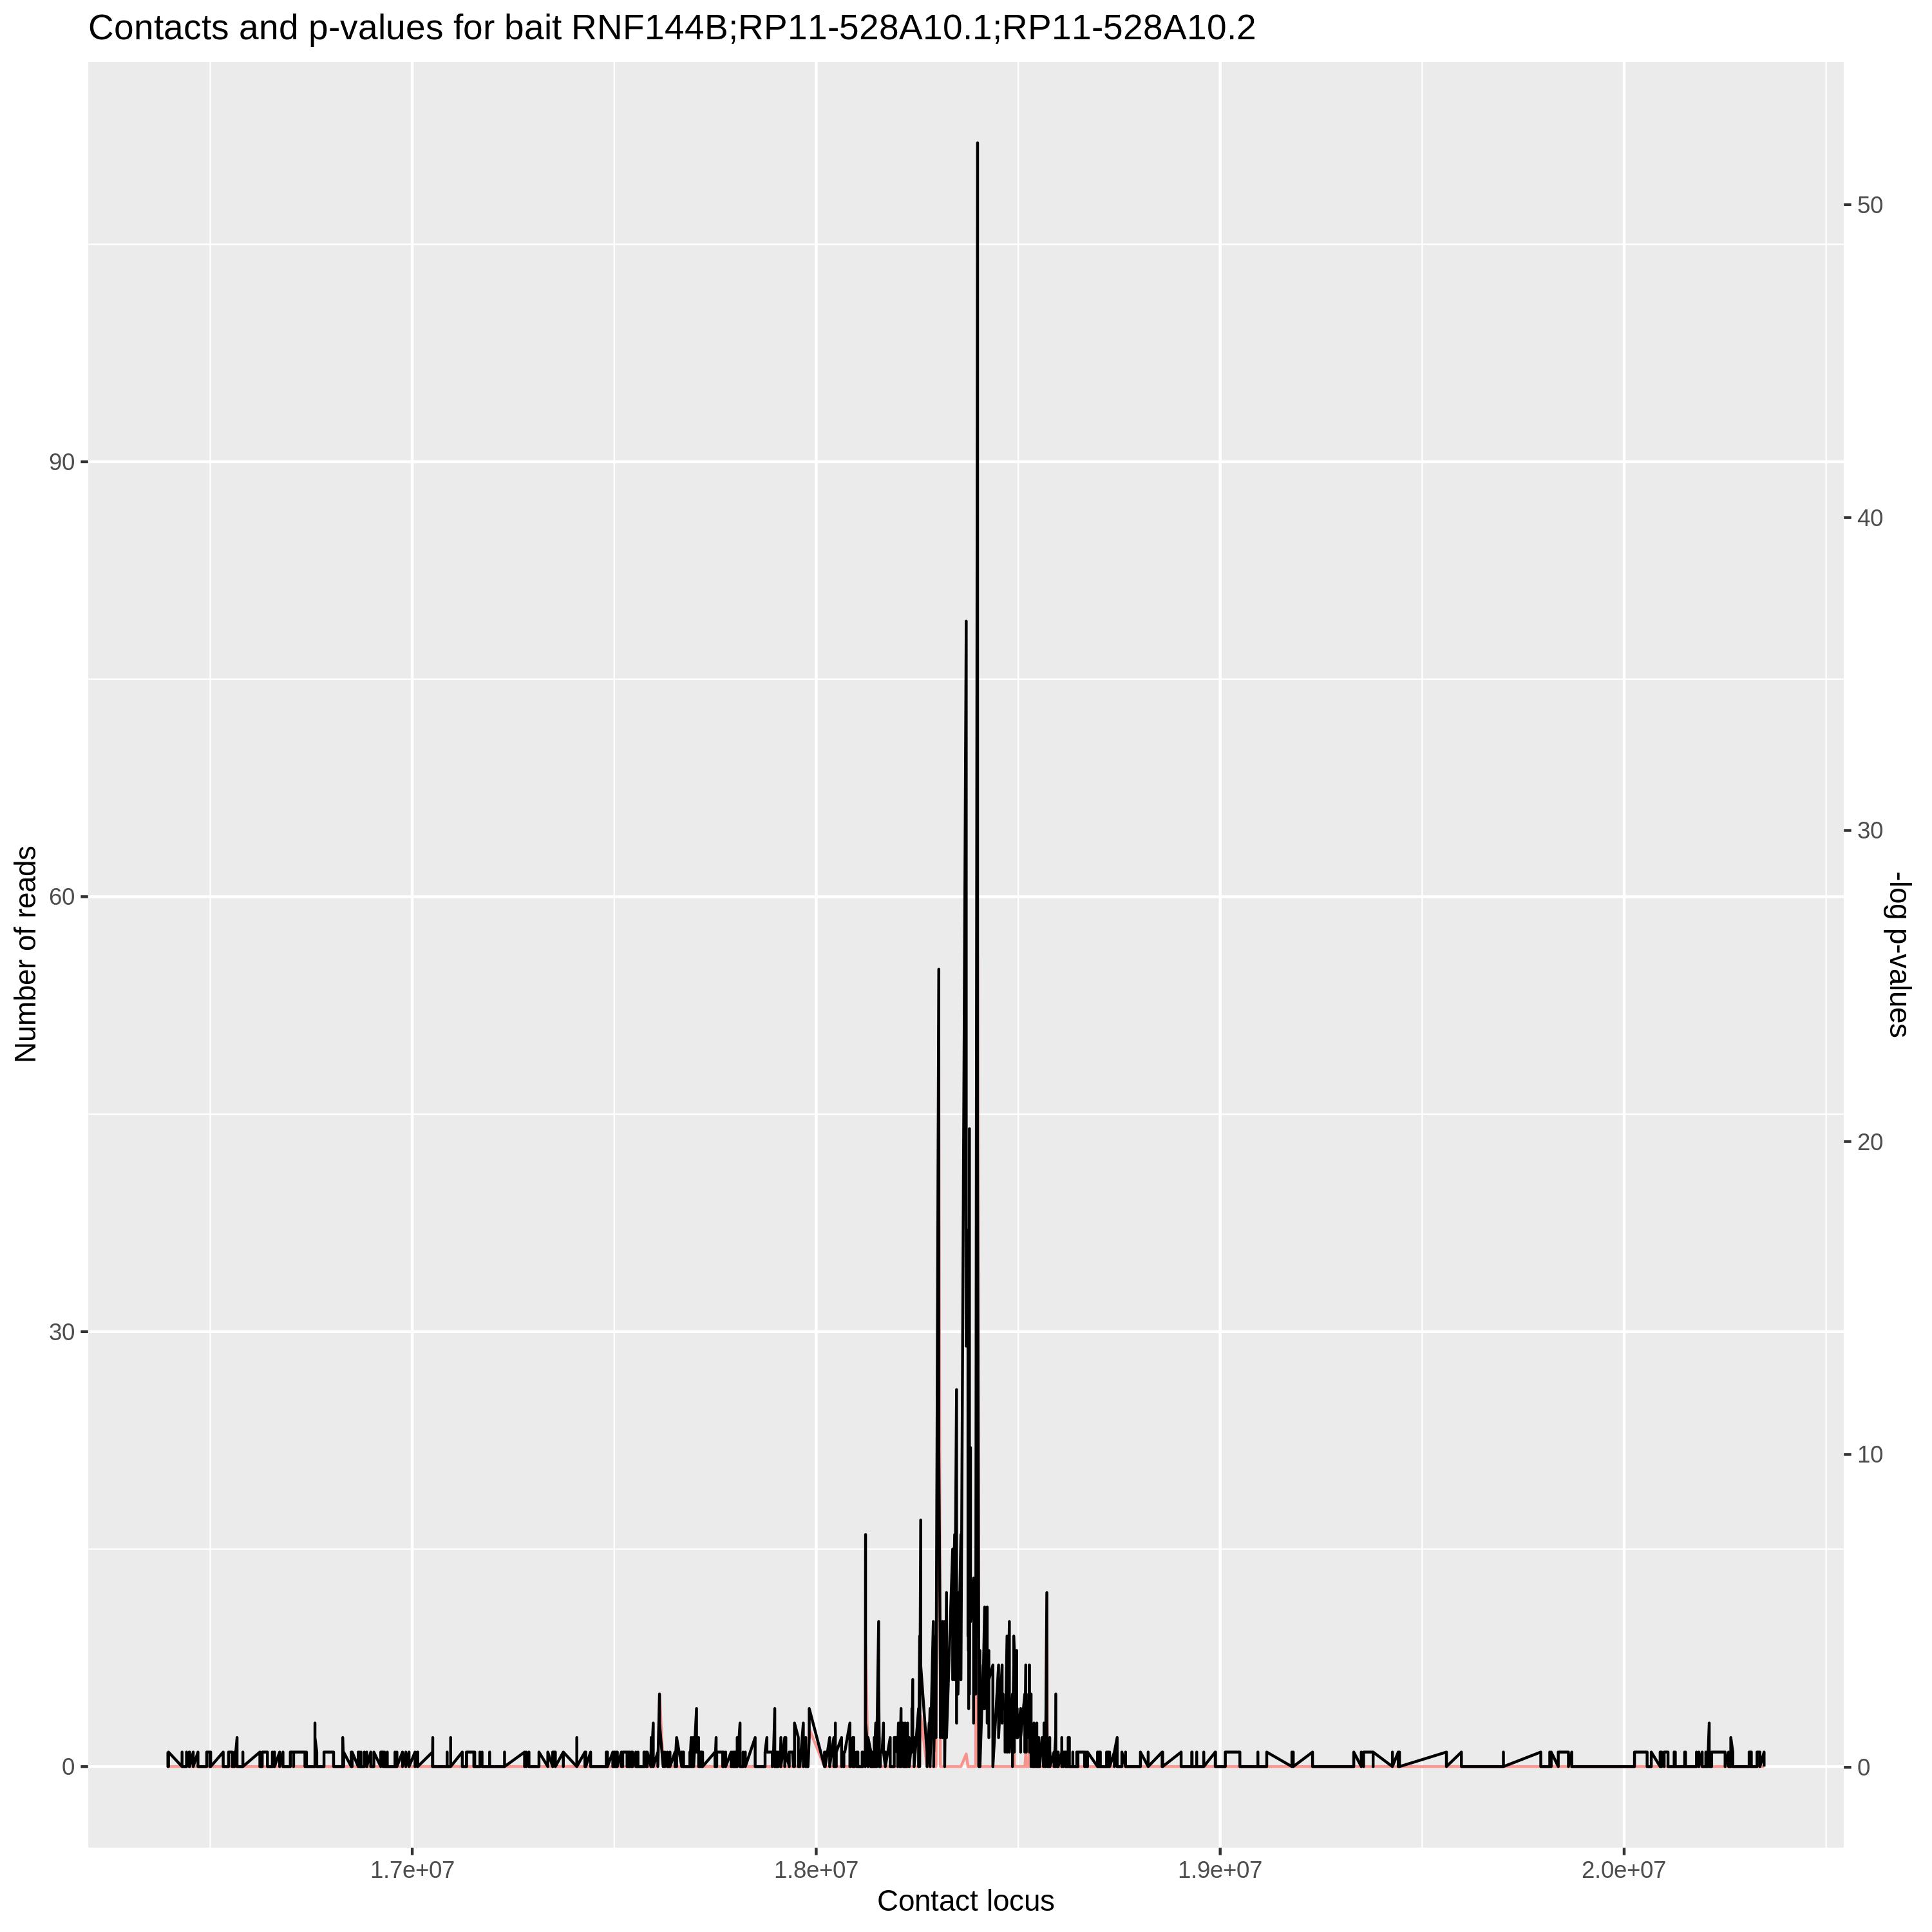 Contacts and p-values for bait RNF144B;RP11-528A10.1;RP11-528A10.2
90
60
30
0
Number of reads
50
40
30
20
10
0
-log p-values
1.7e+07 1.8e+07 1.9e+07 2.0e+07
Contact locus